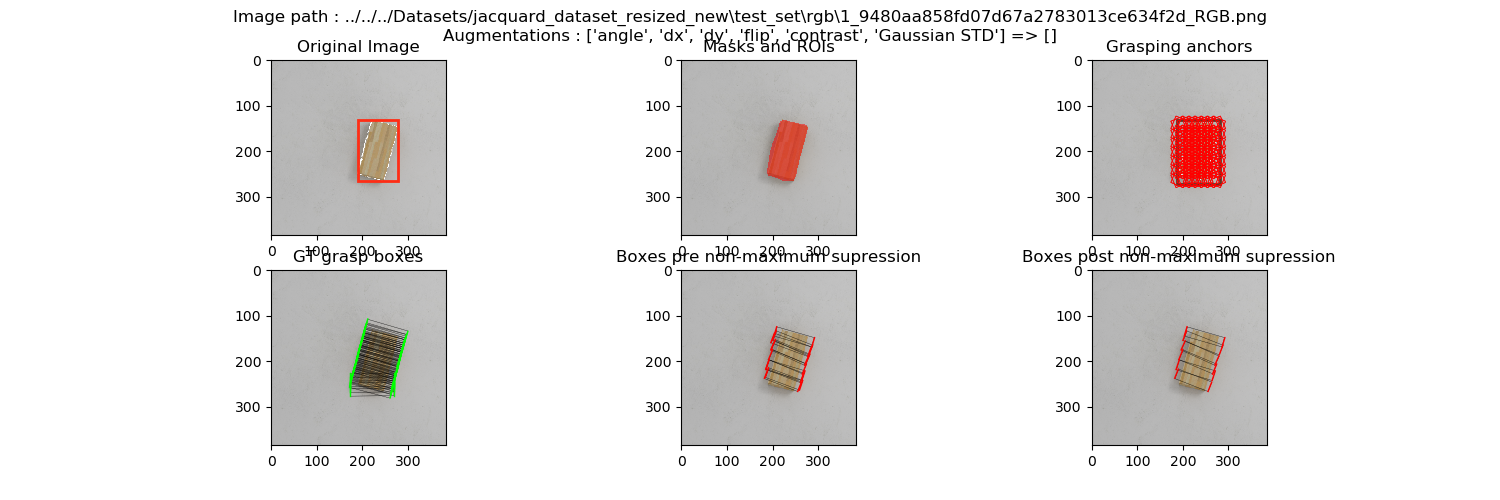 Image path : ../../../Datasets/jacquard_dataset_resized_new\test_set\rgb\1_9480aa858fd07d67a2783013ce634f2d_RGB.png
Augmentations : ['angle', 'dx', 'dy', 'flip', 'contrast', 'Gaussian STD'] => []
Original Image
0
100
200
300
0 100 200 300
Masks and ROIs
0
100
200
300
0 100 200 300
Grasping anchors
0
100
200
300
0 100 200 300
GT grasp boxes
0
100
200
300
0 100 200 300
Boxes pre non-maximum supression
0
100
200
300
0 100 200 300
Boxes post non-maximum supression
0
100
200
300
0 100 200 300